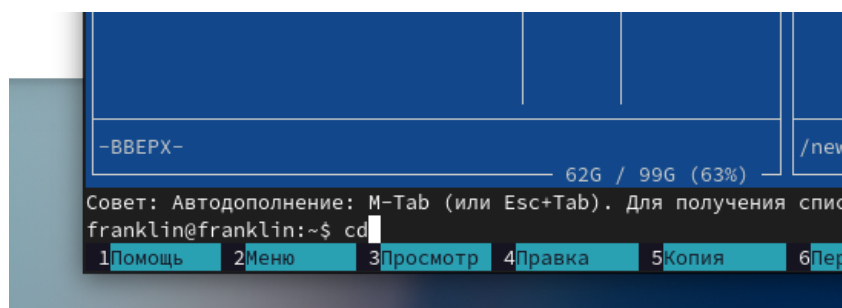 -ВВЕРХ-
62G / 99G (63%)
Совет: Автодополнение: M-Tab (или Esc+Tab). Для получения
franklin@franklin:~$ cd
1Помощь 2Меню 3Просмотр 4Правка 5Копия 6